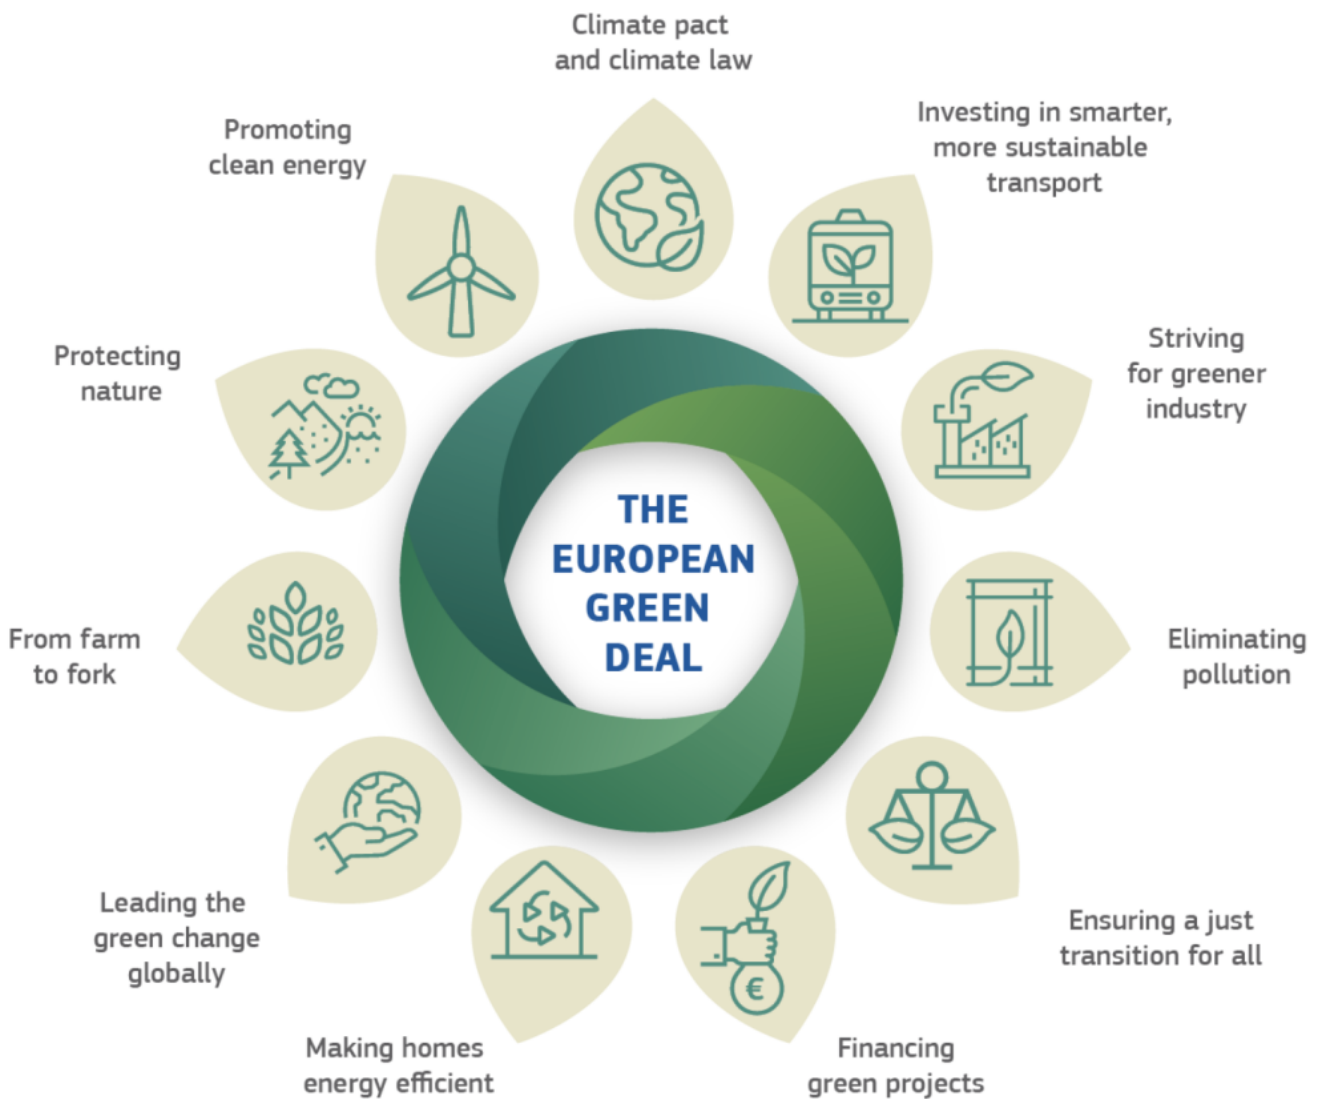 Climate pact
and climate law
Investing in smarter,
more sustainable
transport
Striving
for greener
industry
Eliminating
pollution
Ensuring a just
transition for all
Financing
green projects
Making homes
energy efficient
Leading the
green change
globally
From farm
to fork
Protecting
nature
Promoting
clean energy
THE
EUROPEAN
GREEN
DEAL
€